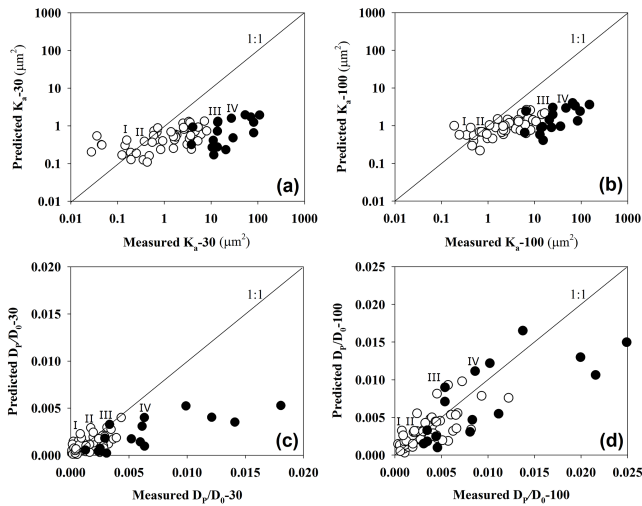 1000
100
10
1
0.1
0.01
Predicted Kₐ-30 (μm²)
1:1
I
II
III
IV
(a)
0.01 0.1 1 10 100 1000
Measured Kₐ-30 (μm²)
1000
100
10
1
0.1
0.01
Predicted Kₐ-100 (μm²)
1:1
I
II
III
IV
(b)
0.01 0.1 1 10 100 1000
Measured Kₐ-100 (μm²)
0.020
0.015
0.010
0.005
0.000
Predicted Dₚ/D₀-30
1:1
I
II
III
IV
(c)
0.000 0.005 0.010 0.015 0.020
Measured Dₚ/D₀-30
0.025
0.020
0.015
0.010
0.005
0.000
Predicted Dₚ/D₀-100
1:1
I
II
III
IV
(d)
0.000 0.005 0.010 0.015 0.020 0.025
Measured Dₚ/D₀-100